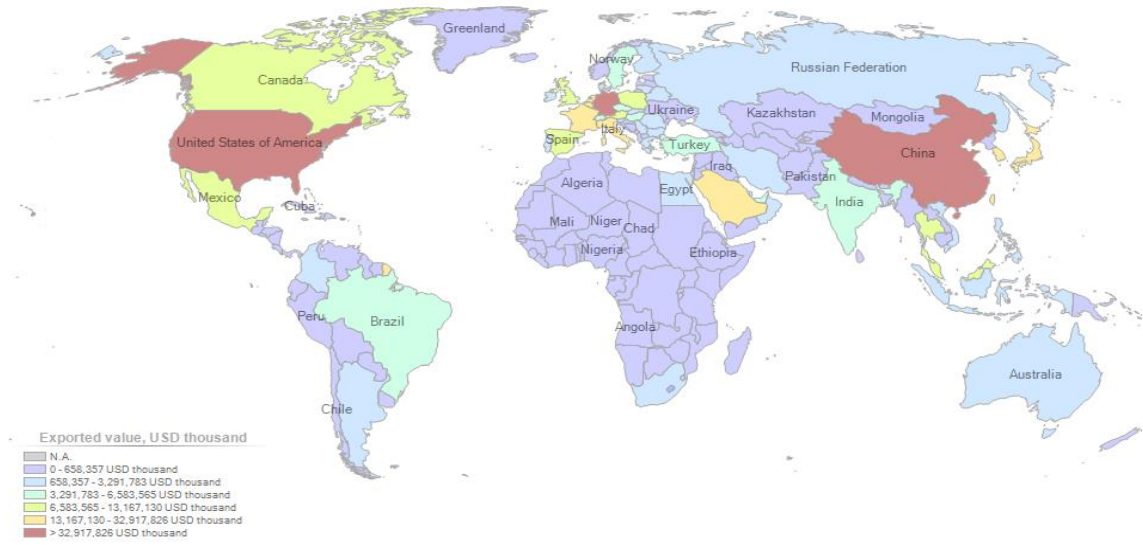 Greenland
Norway
Russian Federation
Canada
Ukraine
Kazakhstan
Mongolia
United States of America
Spain
Italy
Turkey
China
Iraq
Pakistan
Mexico
Cuba
Algeria
Egypt
India
Mali
Niger
Chad
Nigeria
Ethiopia
Peru
Brazil
Angola
Australia
Chile
Exported value, USD thousand
N.A.
0 - 658,357 USD thousand
658,357 - 3,291,783 USD thousand
3,291,783 - 6,583,565 USD thousand
6,583,565 - 13,167,130 USD thousand
13,167,130 - 32,917,826 USD thousand
> 32,917,826 USD thousand